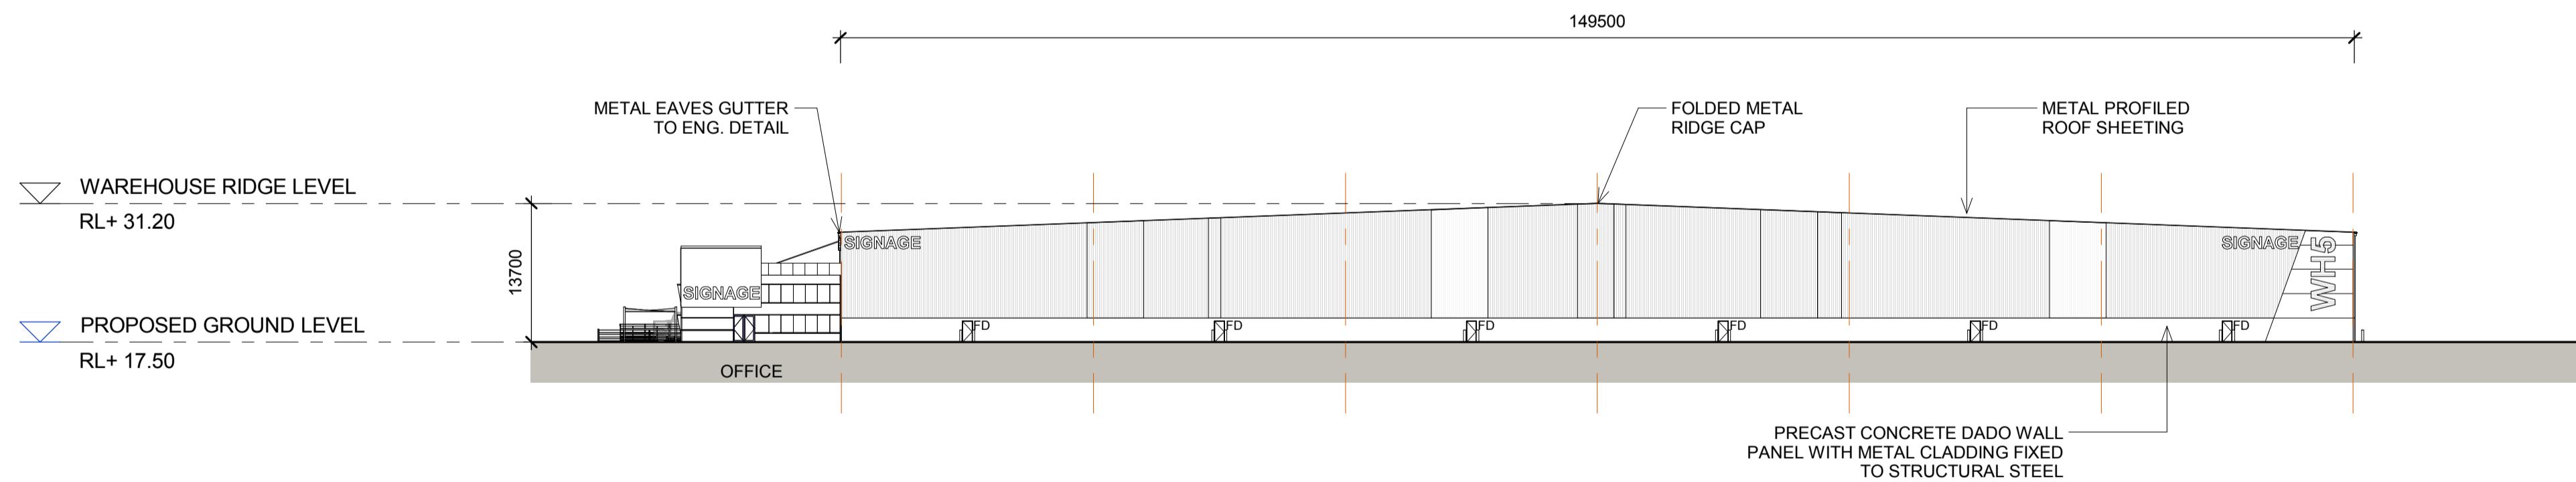 149500
METAL EAVES GUTTER
TO ENG. DETAIL
FOLDED METAL
RIDGE CAP
METAL PROFILED
ROOF SHEETING
WAREHOUSE RIDGE LEVEL
RL+ 31.20
13700
SIGNAGE
SIGNAGE
SIGNAGE
WH5
PROPOSED GROUND LEVEL
RL+ 17.50
FD
FD
FD
FD
FD
FD
OFFICE
PRECAST CONCRETE DADO WALL
PANEL WITH METAL CLADDING FIXED
TO STRUCTURAL STEEL